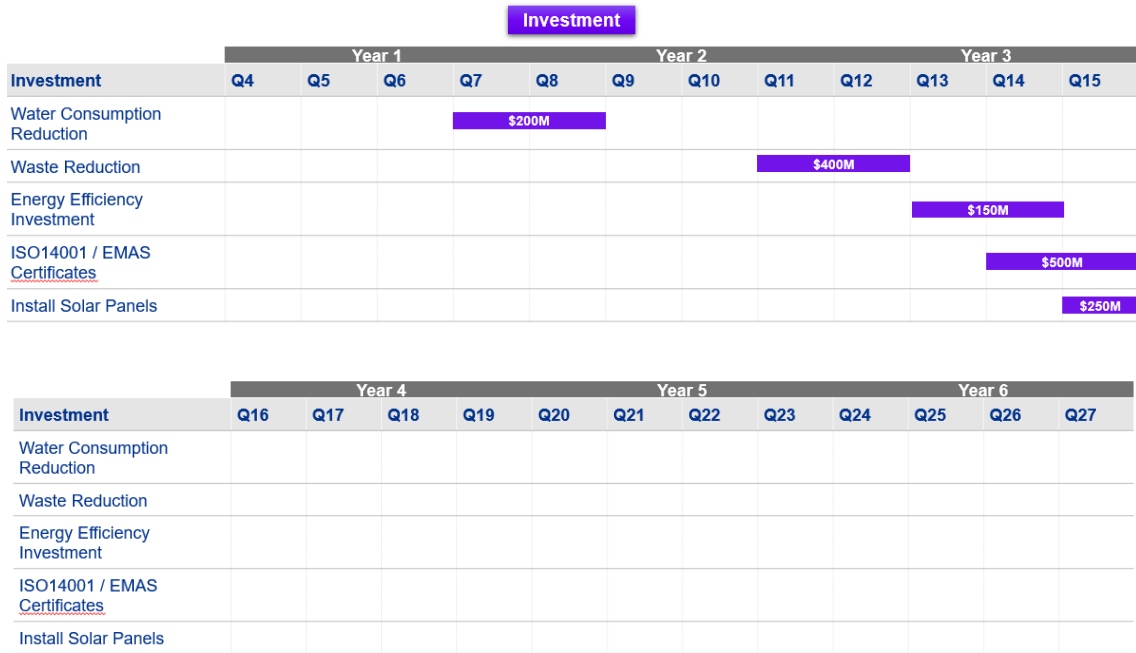 Investment
Year 1 Year 2 Year 3
Investment Q4 Q5 Q6 Q7 Q8 Q9 Q10 Q11 Q12 Q13 Q14 Q15
Water Consumption
Reduction
$200M
Waste Reduction $400M
Energy Efficiency
Investment
$150M
ISO14001 / EMAS
Certificates
$500M
Install Solar Panels $250M
Year 4 Year 5 Year 6
Investment Q16 Q17 Q18 Q19 Q20 Q21 Q22 Q23 Q24 Q25 Q26 Q27
Water Consumption
Reduction
Waste Reduction
Energy Efficiency
Investment
ISO14001 / EMAS
Certificates
Install Solar Panels